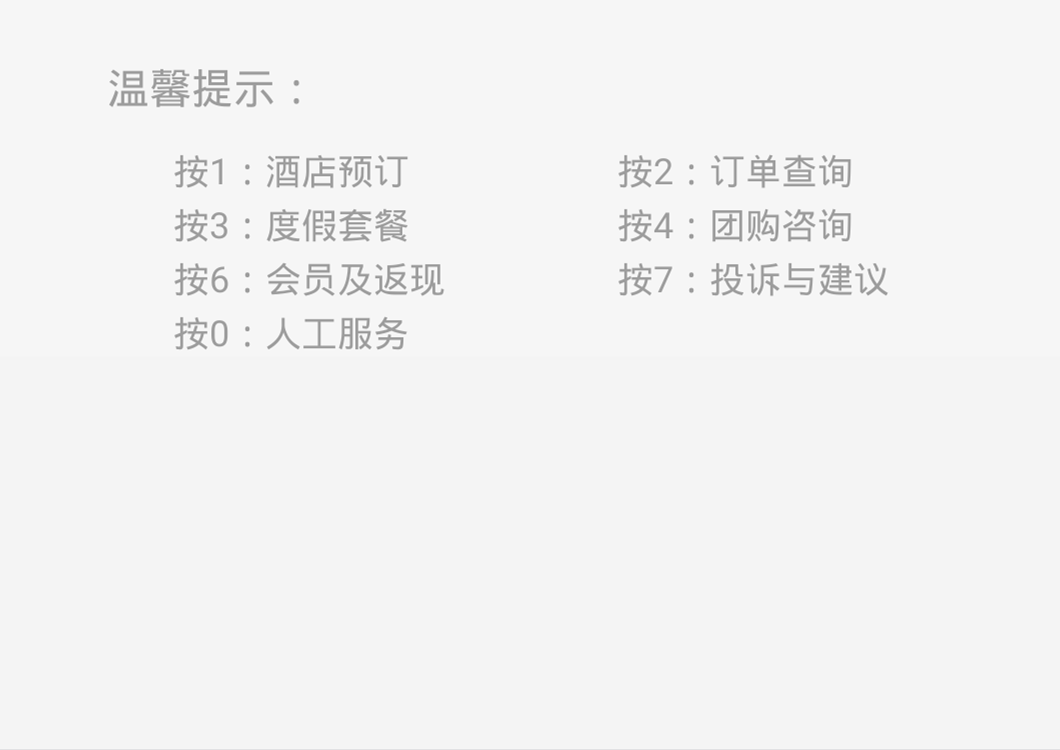 温馨提示：
按1：酒店预订 按2：订单查询
按3：度假套餐 按4：团购咨询
按6：会员及返现 按7：投诉与建议
按0：人工服务